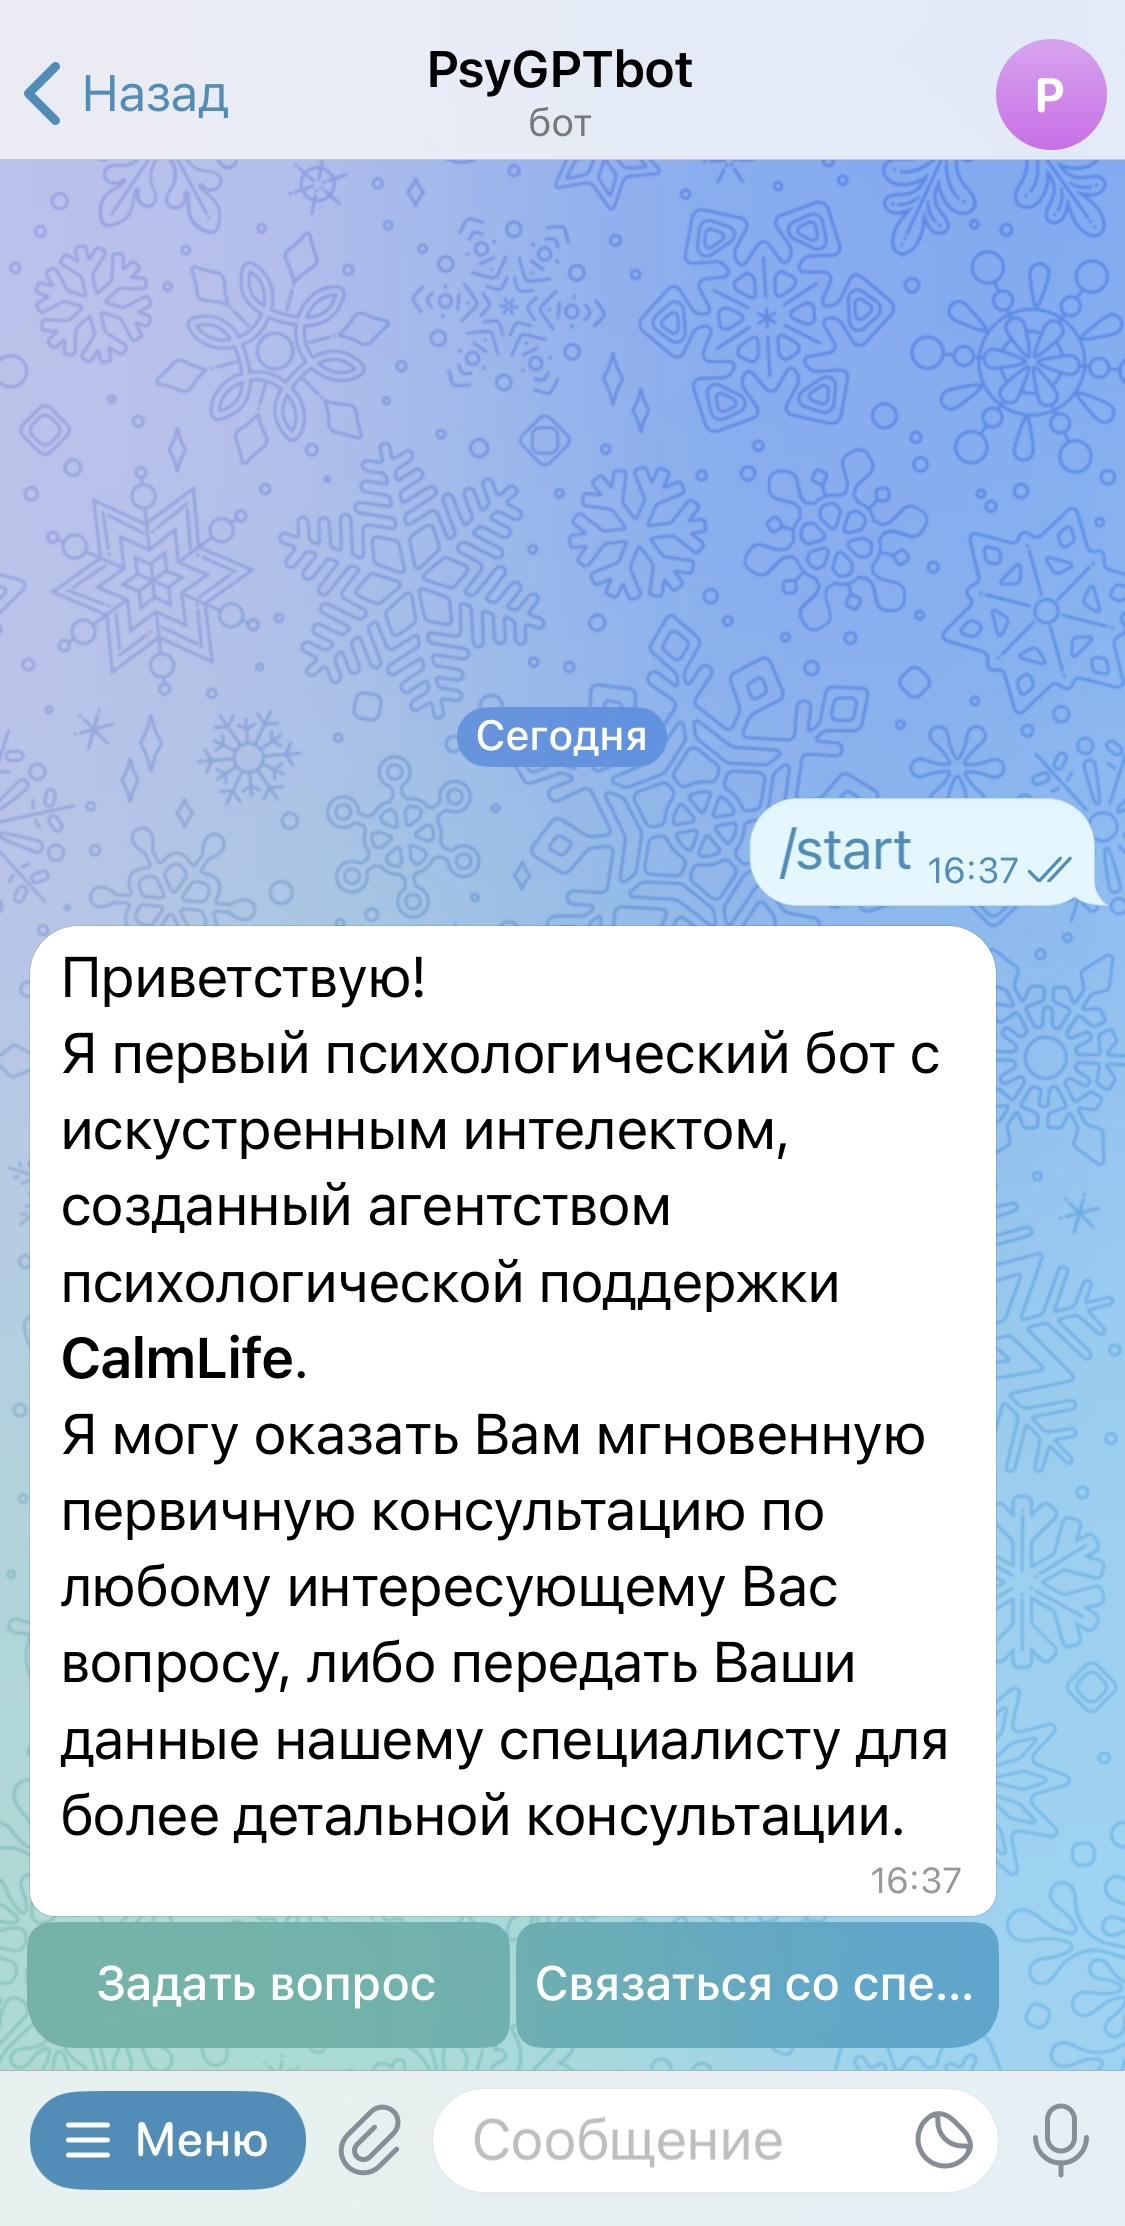 Назад
PsyGPTbot
бот
P
Сегодня
/start 16:37
Приветствую!
Я первый психологический бот с
искустренным интелектом,
созданный агентством
психологической поддержки
CalmLife.
Я могу оказать Вам мгновенную
первичную консультацию по
любому интересующему Вас
вопросу, либо передать Ваши
данные нашему специалисту для
более детальной консультации.
16:37
Задать вопрос
Связаться со спе...
Меню
Сообщение